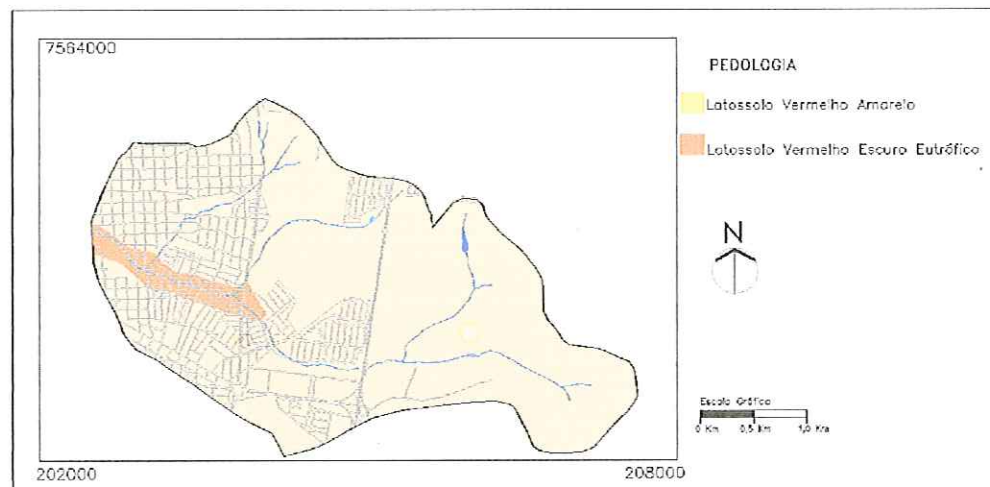 7564000
PEDOLOGIA
Latossolo Vermelho Amarelo
Latossolo Vermelho Escuro Eutrófico
N
Escala Gráfica
0 Km 0,5 Km 1,0 Km
202000 208000